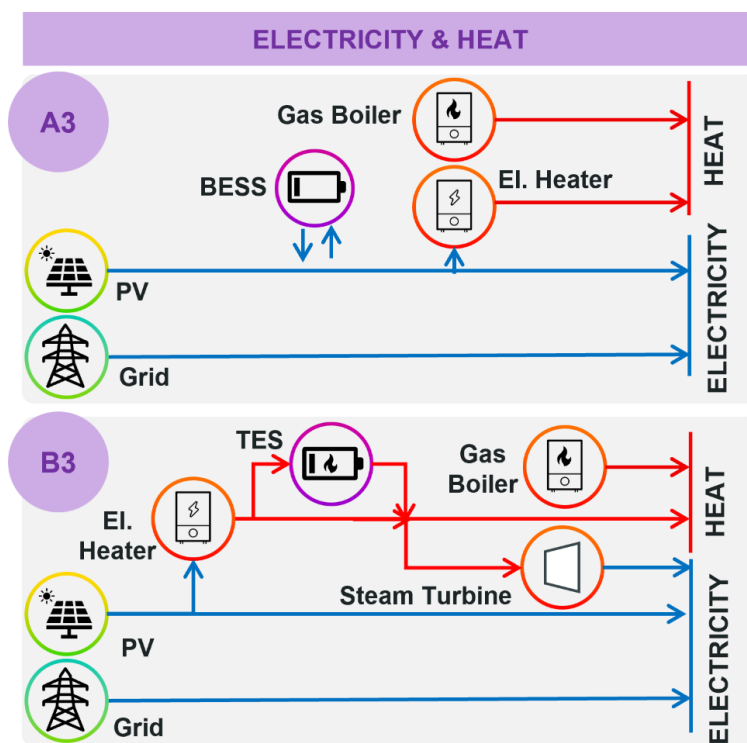 ELECTRICITY & HEAT
A3
Gas Boiler
BESS
El. Heater
HEAT
PV
Grid
ELECTRICITY
B3
TES
Gas
Boiler
El.
Heater
HEAT
Steam Turbine
PV
Grid
ELECTRICITY